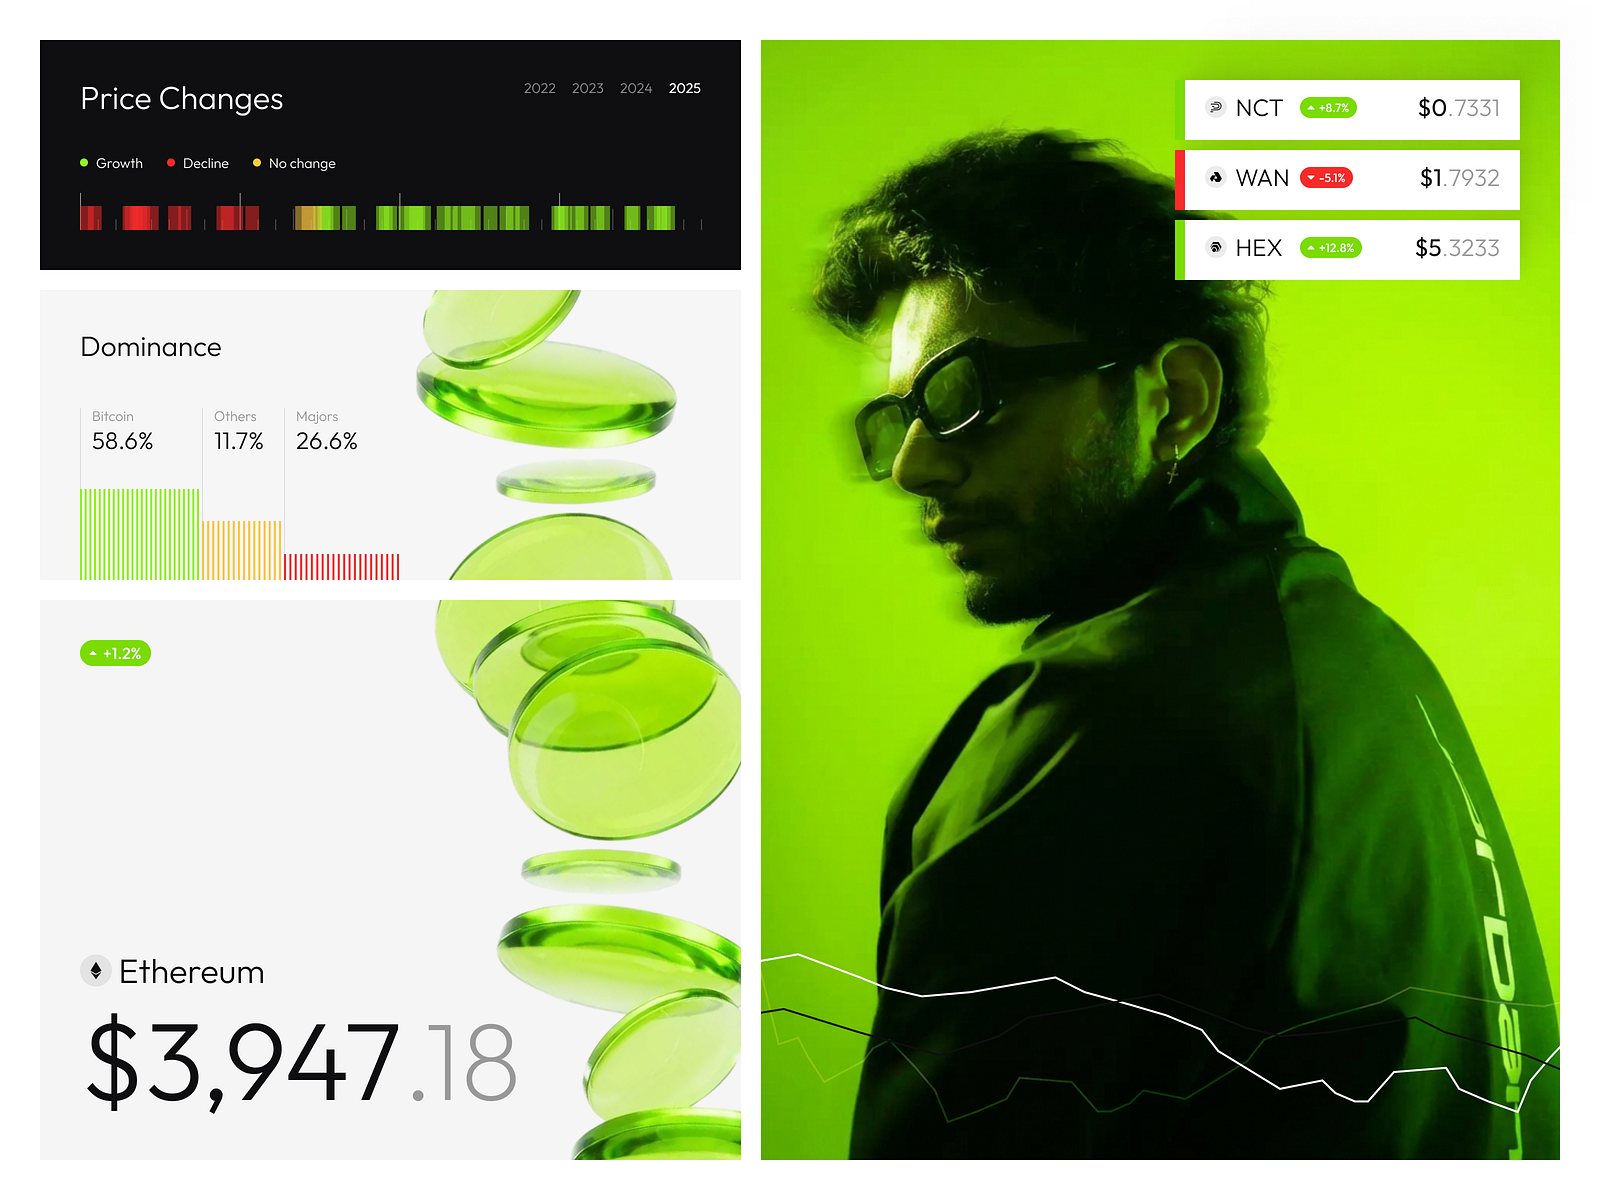 Price Changes
2022 2023 2024 2025
Growth Decline No change
Dominance
Bitcoin Others Majors
58.6% 11.7% 26.6%
+1.2%
Ethereum
$3,947.18
NCT +8.7% $0.7331
WAN -5.1% $1.7932
HEX +12.8% $5.3233